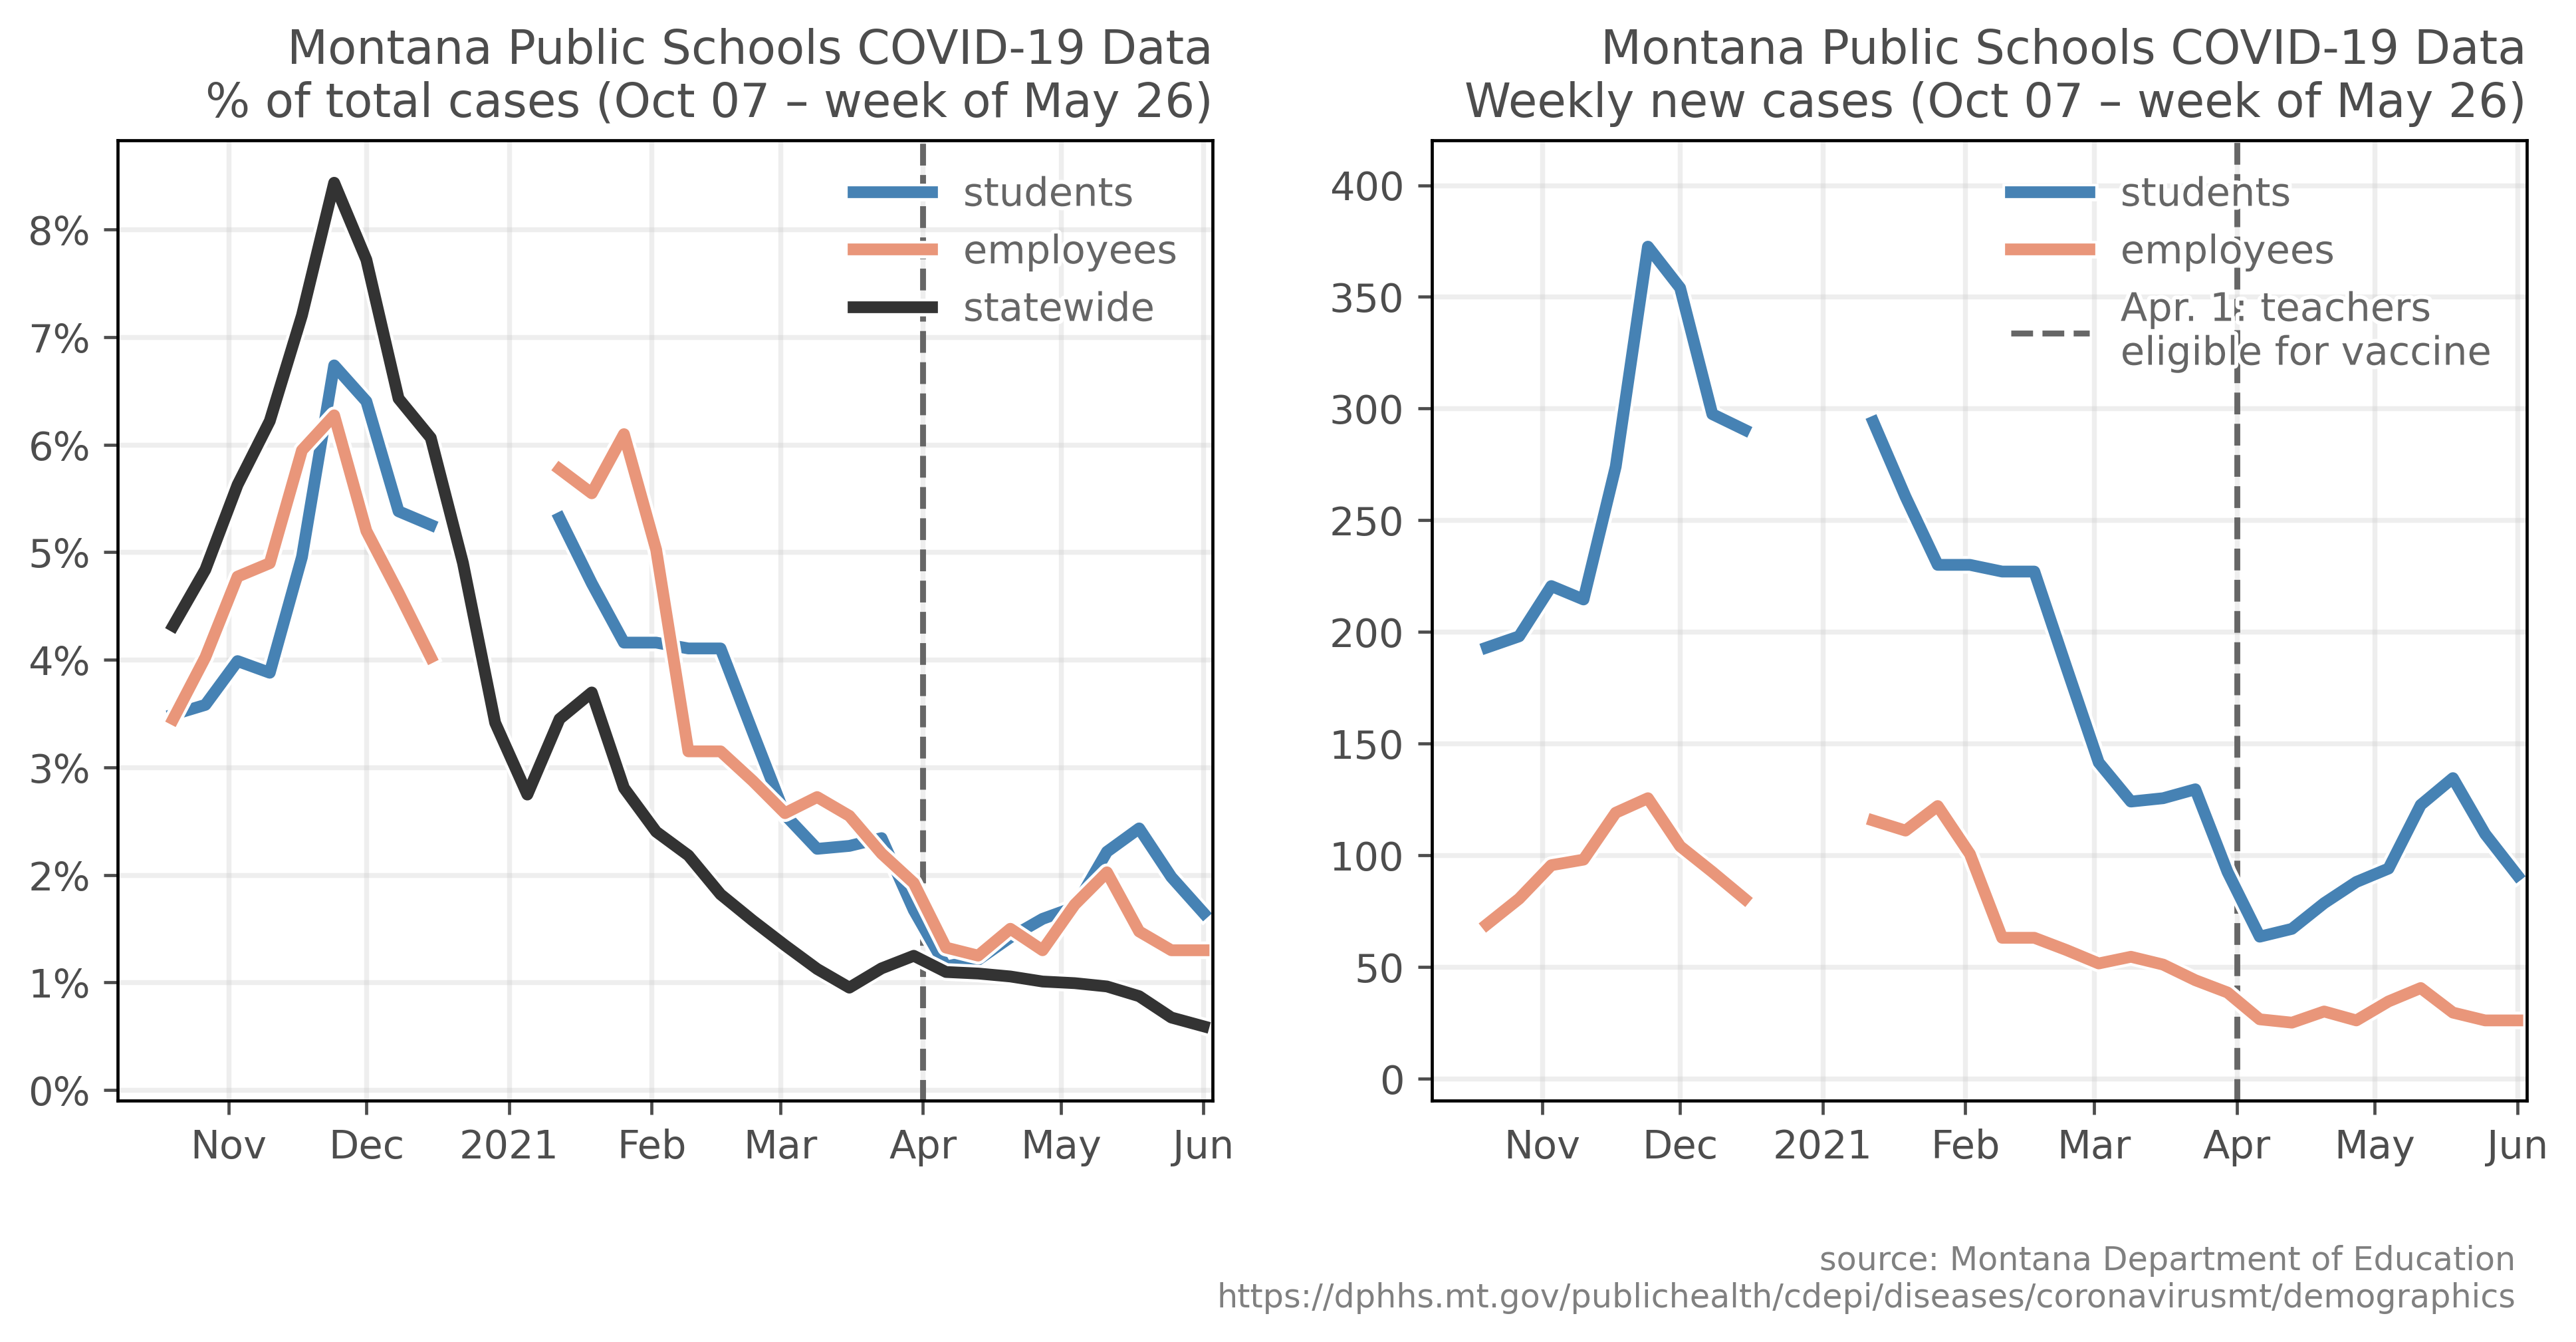 Montana Public Schools COVID-19 Data
% of total cases (Oct 07 – week of May 26)
8%
7%
6%
5%
4%
3%
2%
1%
0%
students
employees
statewide
Nov
Dec
2021
Feb
Mar
Apr
May
Jun
Montana Public Schools COVID-19 Data
Weekly new cases (Oct 07 – week of May 26)
400
350
300
250
200
150
100
50
0
students
employees
Apr. 1: teachers
eligible for vaccine
Nov
Dec
2021
Feb
Mar
Apr
May
Jun
source: Montana Department of Education
https://dphhs.mt.gov/publichealth/cdepi/diseases/coronavirusmt/demographics